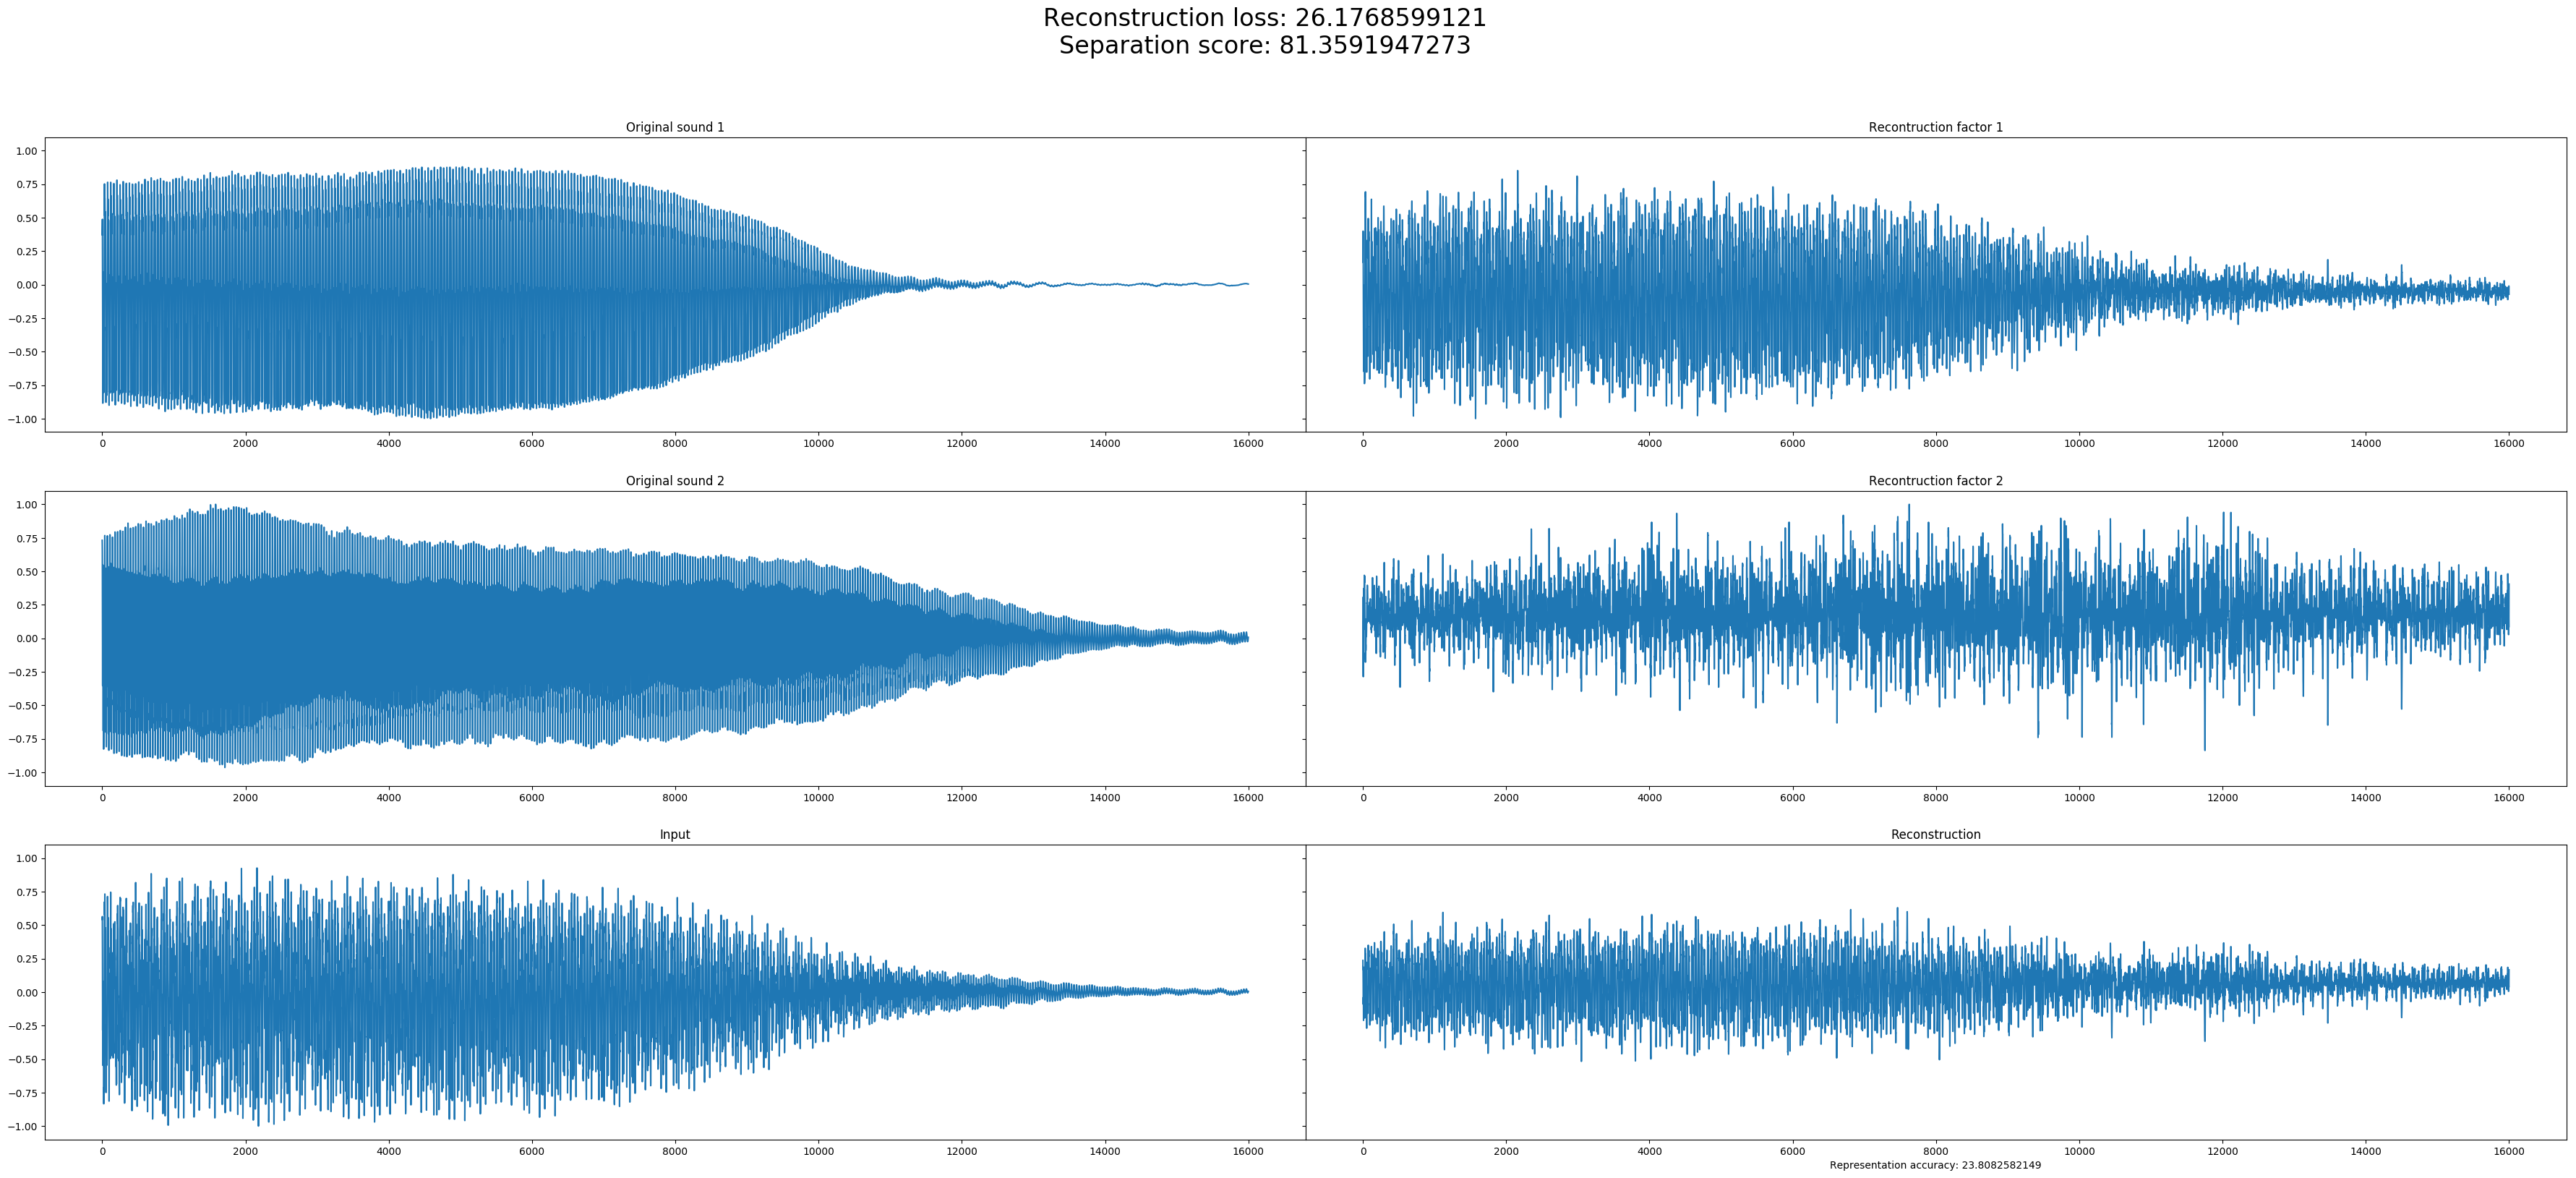 Reconstruction loss: 26.1768599121
Separation score: 81.3591947273
Original sound 1
Recontruction factor 1
1.00
0.75
0.50
0.25
0.00
−0.25
−0.50
−0.75
−1.00
0 2000 4000 6000 8000 10000 12000 14000 16000
0 2000 4000 6000 8000 10000 12000 14000 16000
Original sound 2
Recontruction factor 2
1.00
0.75
0.50
0.25
0.00
−0.25
−0.50
−0.75
−1.00
0 2000 4000 6000 8000 10000 12000 14000 16000
0 2000 4000 6000 8000 10000 12000 14000 16000
Input
Reconstruction
1.00
0.75
0.50
0.25
0.00
−0.25
−0.50
−0.75
−1.00
0 2000 4000 6000 8000 10000 12000 14000 16000
0 2000 4000 6000 8000 10000 12000 14000 16000
Representation accuracy: 23.8082582149